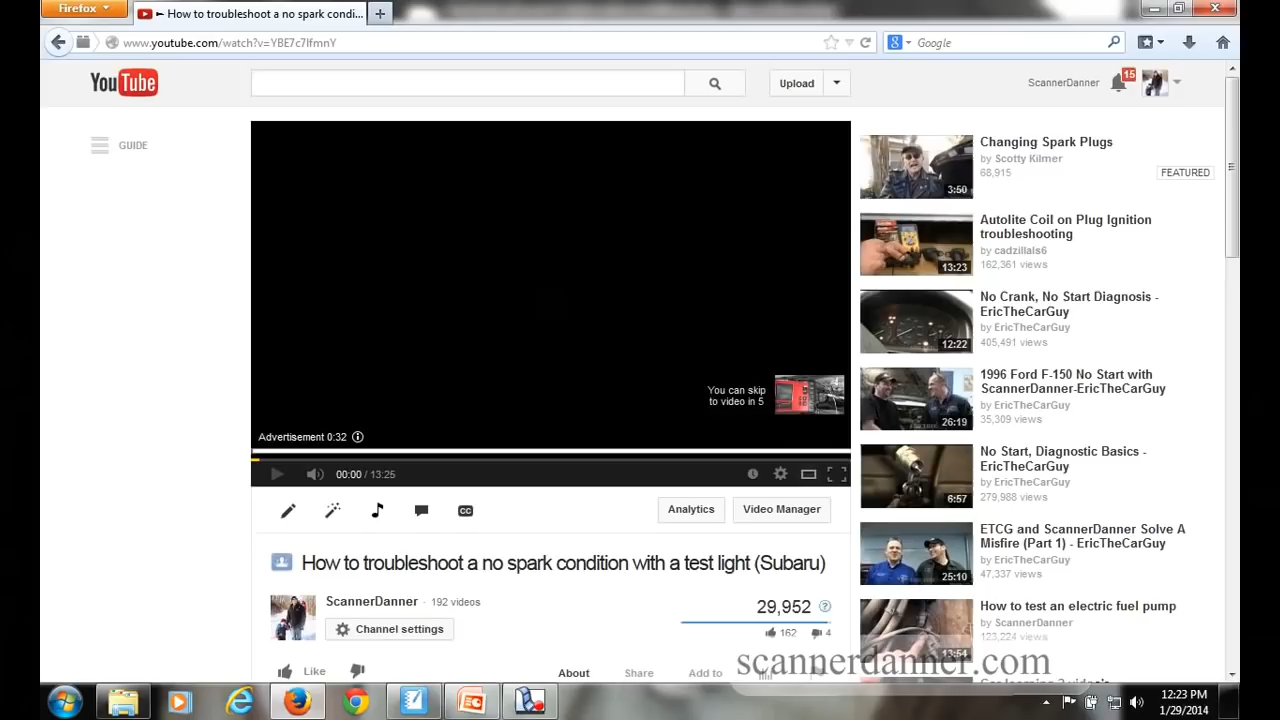 Firefox
► How to troubleshoot a no spark condi...
www.youtube.com/watch?v=YBE7c7IfmnY
Google
YouTube
Upload
ScannerDanner
15
GUIDE
You can skip
to video in 5
Advertisement 0:32
00:00 / 13:25
CC
Analytics
Video Manager
How to troubleshoot a no spark condition with a test light (Subaru)
ScannerDanner · 192 videos
Channel settings
29,952
162
4
Like
About
Share
Add to
3:50
Changing Spark Plugs
by Scotty Kilmer
68,915
FEATURED
13:23
Autolite Coil on Plug Ignition
troubleshooting
by cadzillals6
162,361 views
12:22
No Crank, No Start Diagnosis -
EricTheCarGuy
by EricTheCarGuy
405,491 views
26:19
1996 Ford F-150 No Start with
ScannerDanner-EricTheCarGuy
by EricTheCarGuy
35,309 views
6:57
No Start, Diagnostic Basics -
EricTheCarGuy
by EricTheCarGuy
279,988 views
25:10
ETCG and ScannerDanner Solve A
Misfire (Part 1) - EricTheCarGuy
by EricTheCarGuy
47,337 views
13:54
How to test an electric fuel pump
by ScannerDanner
123,224 views
scannerdanner.com
12:23 PM
1/29/2014